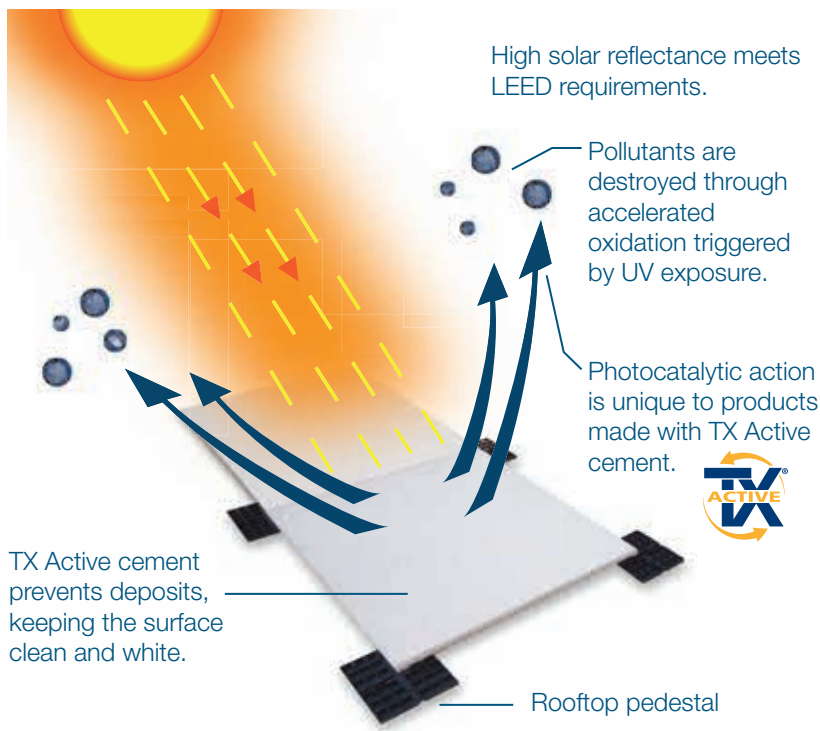 High solar reflectance meets
LEED requirements.
Pollutants are
destroyed through
accelerated
oxidation triggered
by UV exposure.
Photocatalytic action
is unique to products
made with TX Active
cement.
TX
ACTIVE
®
TX Active cement
prevents deposits,
keeping the surface
clean and white.
Rooftop pedestal